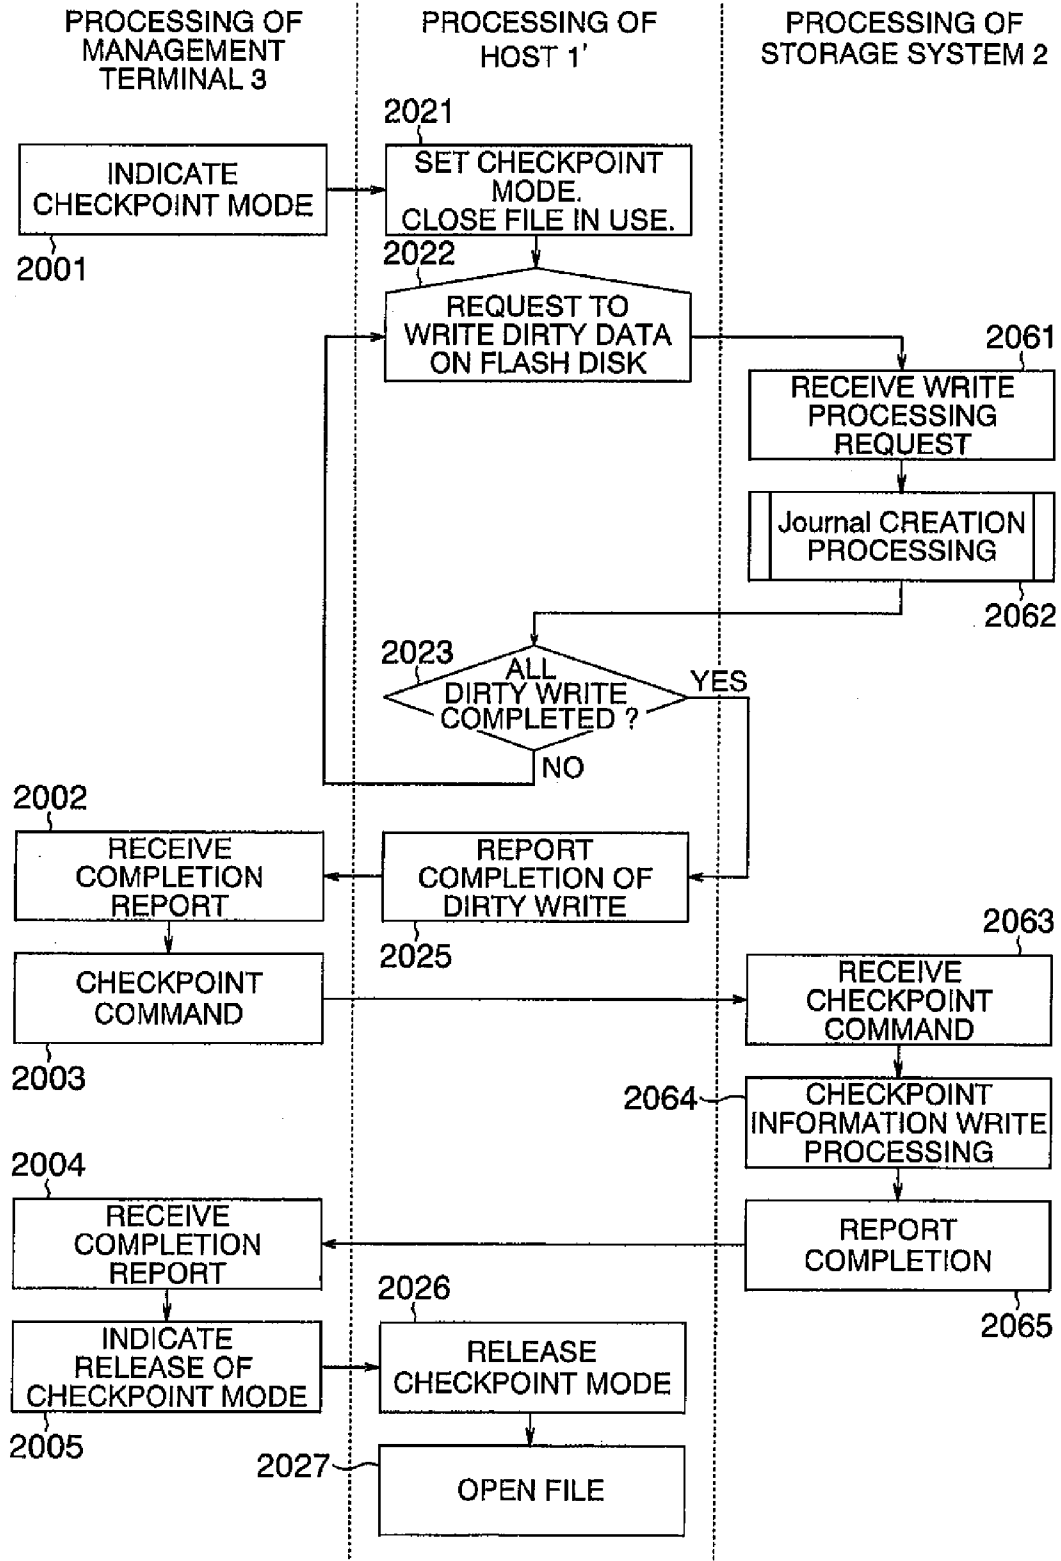 PROCESSING OF
MANAGEMENT
TERMINAL 3
PROCESSING OF
HOST 1'
PROCESSING OF
STORAGE SYSTEM 2
INDICATE
CHECKPOINT MODE
2001
2021
SET CHECKPOINT
MODE.
CLOSE FILE IN USE.
2022
REQUEST TO
WRITE DIRTY DATA
ON FLASH DISK
2061
RECEIVE WRITE
PROCESSING
REQUEST
Journal CREATION
PROCESSING
2062
2023
ALL
DIRTY WRITE
COMPLETED ?
YES
NO
2002
RECEIVE
COMPLETION
REPORT
REPORT
COMPLETION OF
DIRTY WRITE
2025
CHECKPOINT
COMMAND
2003
2063
RECEIVE
CHECKPOINT
COMMAND
2064
CHECKPOINT
INFORMATION WRITE
PROCESSING
2004
RECEIVE
COMPLETION
REPORT
REPORT
COMPLETION
2065
INDICATE
RELEASE OF
CHECKPOINT MODE
2005
2026
RELEASE
CHECKPOINT MODE
2027
OPEN FILE